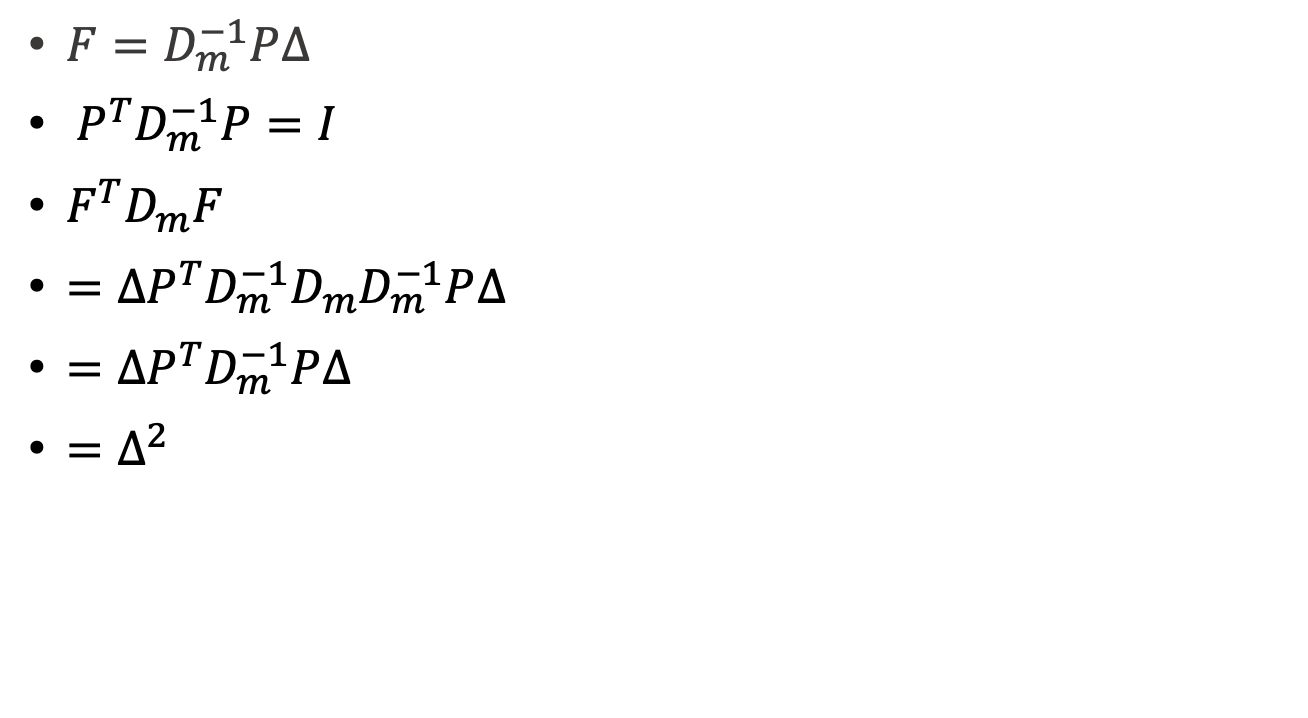 • F = D_m^{-1}PΔ
• P^T D_m^{-1}P = I
• F^T D_m F
• = ΔP^T D_m^{-1}D_m D_m^{-1}PΔ
• = ΔP^T D_m^{-1}PΔ
• = Δ^2